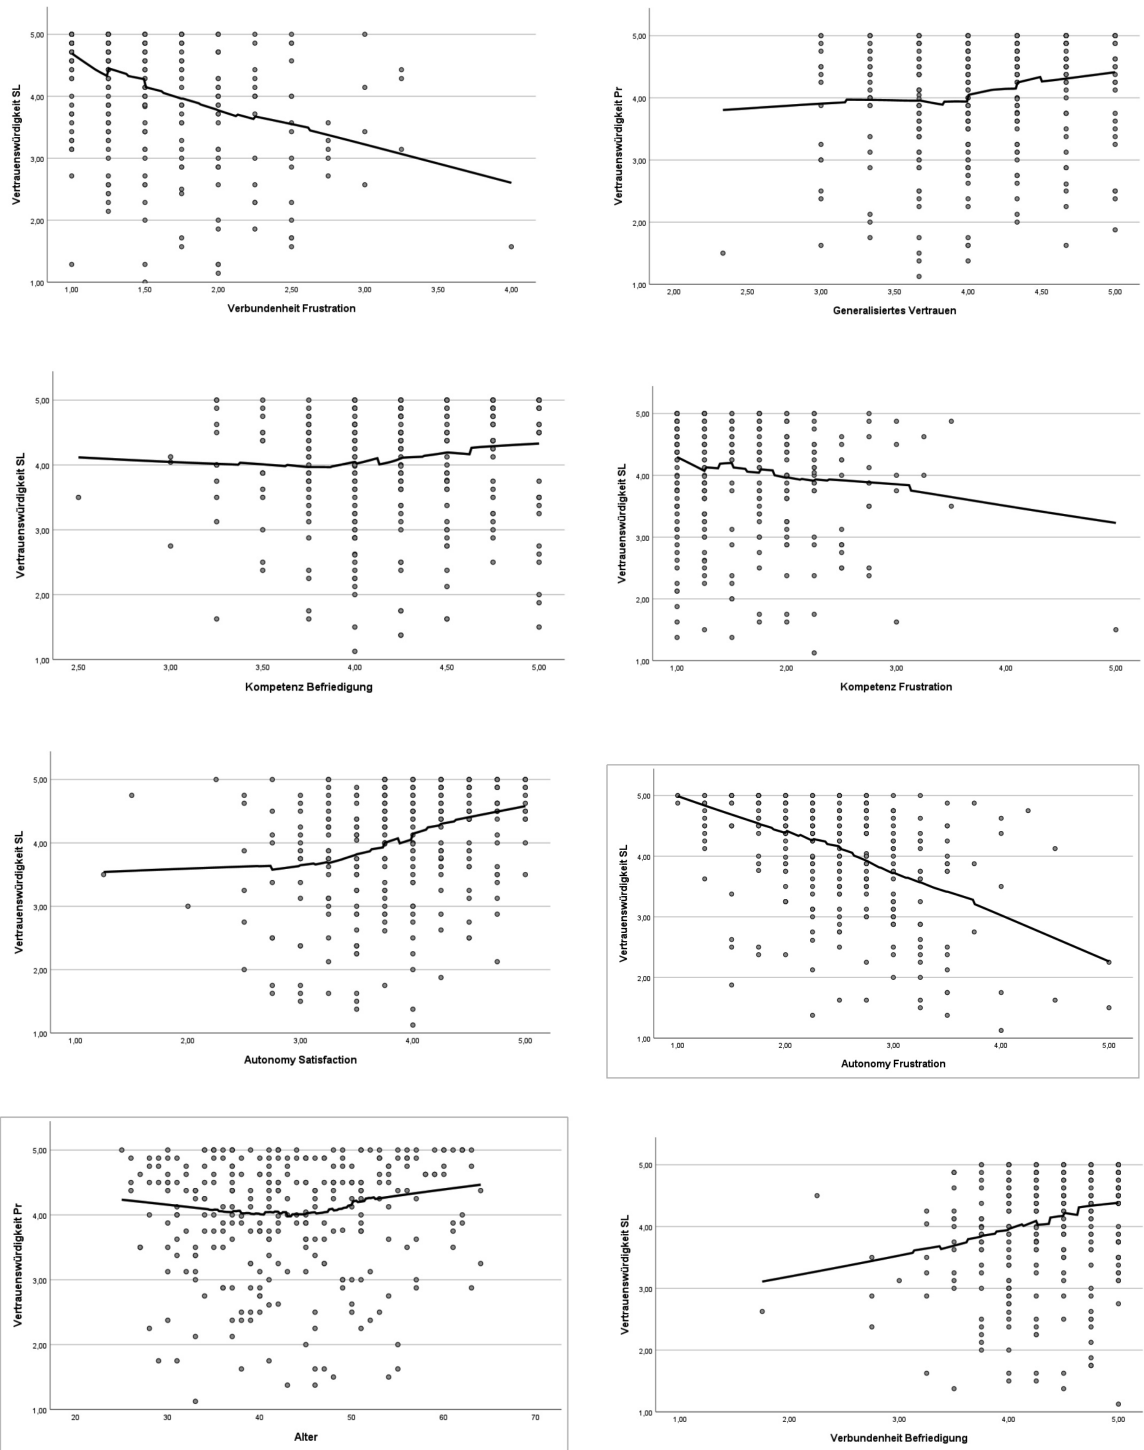 5,00
4,00
3,00
2,00
1,00
Vertrauenswürdigkeit SL
1,00 1,50 2,00 2,50 3,00 3,50 4,00
Verbundenheit Frustration
5,00
4,00
3,00
2,00
1,00
Vertrauenswürdigkeit Pr
2,00 2,50 3,00 3,50 4,00 4,50 5,00
Generalisiertes Vertrauen
5,00
4,00
3,00
2,00
1,00
Vertrauenswürdigkeit SL
2,50 3,00 3,50 4,00 4,50 5,00
Kompetenz Befriedigung
5,00
4,00
3,00
2,00
1,00
Vertrauenswürdigkeit SL
1,00 2,00 3,00 4,00 5,00
Kompetenz Frustration
5,00
4,00
3,00
2,00
1,00
Vertrauenswürdigkeit SL
1,00 2,00 3,00 4,00 5,00
Autonomy Satisfaction
5,00
4,00
3,00
2,00
1,00
Vertrauenswürdigkeit SL
1,00 2,00 3,00 4,00 5,00
Autonomy Frustration
5,00
4,00
3,00
2,00
1,00
Vertrauenswürdigkeit Pr
20 30 40 50 60 70
Alter
5,00
4,00
3,00
2,00
1,00
Vertrauenswürdigkeit SL
1,00 2,00 3,00 4,00 5,00
Verbundenheit Befriedigung